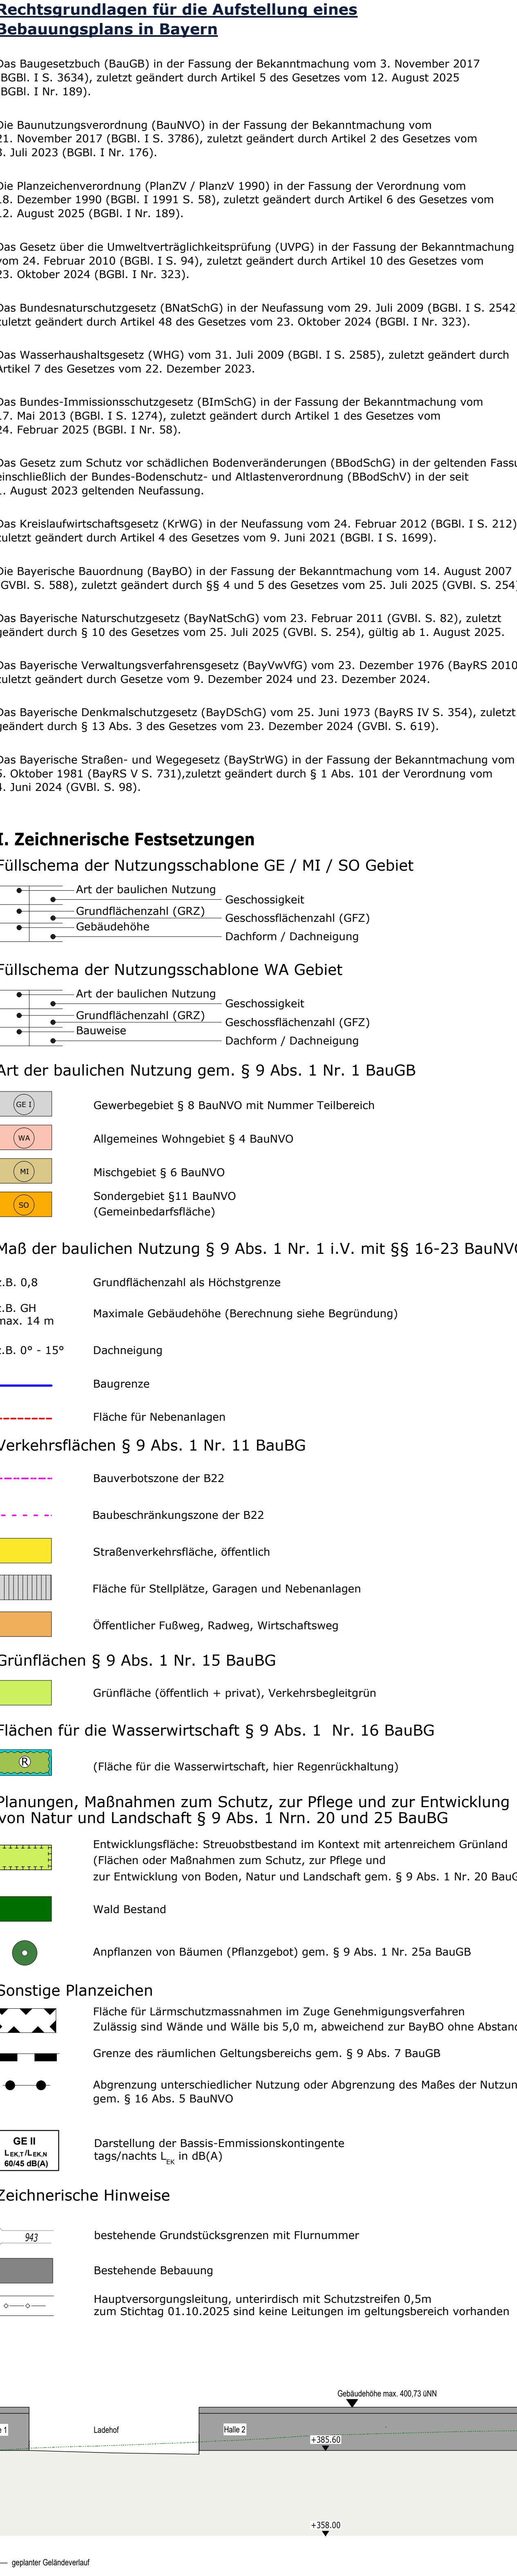 Rechtsgrundlagen für die Aufstellung eines
Bebauungsplans in Bayern
Das Baugesetzbuch (BauGB) in der Fassung der Bekanntmachung vom 3. November 2017
(BGBl. I S. 3634), zuletzt geändert durch Artikel 5 des Gesetzes vom 12. August 2025
(BGBl. I Nr. 189).
Die Baunutzungsverordnung (BauNVO) in der Fassung der Bekanntmachung vom
21. November 2017 (BGBl. I S. 3786), zuletzt geändert durch Artikel 2 des Gesetzes vom
3. Juli 2023 (BGBl. I Nr. 176).
Die Planzeichenverordnung (PlanZV / PlanzV 1990) in der Fassung der Verordnung vom
18. Dezember 1990 (BGBl. I 1991 S. 58), zuletzt geändert durch Artikel 6 des Gesetzes vom
12. August 2025 (BGBl. I Nr. 189).
Das Gesetz über die Umweltverträglichkeitsprüfung (UVPG) in der Fassung der Bekanntmachung
vom 24. Februar 2010 (BGBl. I S. 94), zuletzt geändert durch Artikel 10 des Gesetzes vom
23. Oktober 2024 (BGBl. I Nr. 323).
Das Bundesnaturschutzgesetz (BNatSchG) in der Neufassung vom 29. Juli 2009 (BGBl. I S. 2542)
zuletzt geändert durch Artikel 48 des Gesetzes vom 23. Oktober 2024 (BGBl. I Nr. 323).
Das Wasserhaushaltsgesetz (WHG) vom 31. Juli 2009 (BGBl. I S. 2585), zuletzt geändert durch
Artikel 7 des Gesetzes vom 22. Dezember 2023.
Das Bundes-Immissionsschutzgesetz (BImSchG) in der Fassung der Bekanntmachung vom
17. Mai 2013 (BGBl. I S. 1274), zuletzt geändert durch Artikel 1 des Gesetzes vom
24. Februar 2025 (BGBl. I Nr. 58).
Das Gesetz zum Schutz vor schädlichen Bodenveränderungen (BBodSchG) in der geltenden Fassu
einschließlich der Bundes-Bodenschutz- und Altlastenverordnung (BBodSchV) in der seit
1. August 2023 geltenden Neufassung.
Das Kreislaufwirtschaftsgesetz (KrWG) in der Neufassung vom 24. Februar 2012 (BGBl. I S. 212)
zuletzt geändert durch Artikel 4 des Gesetzes vom 9. Juni 2021 (BGBl. I S. 1699).
Die Bayerische Bauordnung (BayBO) in der Fassung der Bekanntmachung vom 14. August 2007
(GVBl. S. 588), zuletzt geändert durch §§ 4 und 5 des Gesetzes vom 25. Juli 2025 (GVBl. S. 254)
Das Bayerische Naturschutzgesetz (BayNatSchG) vom 23. Februar 2011 (GVBl. S. 82), zuletzt
geändert durch § 10 des Gesetzes vom 25. Juli 2025 (GVBl. S. 254), gültig ab 1. August 2025.
Das Bayerische Verwaltungsverfahrensgesetz (BayVwVfG) vom 23. Dezember 1976 (BayRS 2010
zuletzt geändert durch Gesetze vom 9. Dezember 2024 und 23. Dezember 2024.
Das Bayerische Denkmalschutzgesetz (BayDSchG) vom 25. Juni 1973 (BayRS IV S. 354), zuletzt
geändert durch § 13 Abs. 3 des Gesetzes vom 23. Dezember 2024 (GVBl. S. 619).
Das Bayerische Straßen- und Wegegesetz (BayStrWG) in der Fassung der Bekanntmachung vom
5. Oktober 1981 (BayRS V S. 731),zuletzt geändert durch § 1 Abs. 101 der Verordnung vom
4. Juni 2024 (GVBl. S. 98).
I. Zeichnerische Festsetzungen
Füllschema der Nutzungsschablone GE / MI / SO Gebiet
Art der baulichen Nutzung
Geschossigkeit
Grundflächenzahl (GRZ)
Geschossflächenzahl (GFZ)
Gebäudehöhe
Dachform / Dachneigung
Füllschema der Nutzungsschablone WA Gebiet
Art der baulichen Nutzung
Geschossigkeit
Grundflächenzahl (GRZ)
Geschossflächenzahl (GFZ)
Bauweise
Dachform / Dachneigung
Art der baulichen Nutzung gem. § 9 Abs. 1 Nr. 1 BauGB
GE I Gewerbegebiet § 8 BauNVO mit Nummer Teilbereich
WA Allgemeines Wohngebiet § 4 BauNVO
MI Mischgebiet § 6 BauNVO
SO Sondergebiet §11 BauNVO
(Gemeinbedarfsfläche)
Maß der baulichen Nutzung § 9 Abs. 1 Nr. 1 i.V. mit §§ 16-23 BauNVO
z.B. 0,8 Grundflächenzahl als Höchstgrenze
z.B. GH
max. 14 m Maximale Gebäudehöhe (Berechnung siehe Begründung)
z.B. 0° - 15° Dachneigung
Baugrenze
Fläche für Nebenanlagen
Verkehrsflächen § 9 Abs. 1 Nr. 11 BauBG
Bauverbotszone der B22
Baubeschränkungszone der B22
Straßenverkehrsfläche, öffentlich
Fläche für Stellplätze, Garagen und Nebenanlagen
Öffentlicher Fußweg, Radweg, Wirtschaftsweg
Grünflächen § 9 Abs. 1 Nr. 15 BauBG
Grünfläche (öffentlich + privat), Verkehrsbegleitgrün
Flächen für die Wasserwirtschaft § 9 Abs. 1 Nr. 16 BauBG
R (Fläche für die Wasserwirtschaft, hier Regenrückhaltung)
Planungen, Maßnahmen zum Schutz, zur Pflege und zur Entwicklung
von Natur und Landschaft § 9 Abs. 1 Nrn. 20 und 25 BauBG
Entwicklungsfläche: Streuobstbestand im Kontext mit artenreichem Grünland
(Flächen oder Maßnahmen zum Schutz, zur Pflege und
zur Entwicklung von Boden, Natur und Landschaft gem. § 9 Abs. 1 Nr. 20 BauG
Wald Bestand
Anpflanzen von Bäumen (Pflanzgebot) gem. § 9 Abs. 1 Nr. 25a BauGB
Sonstige Planzeichen
Fläche für Lärmschutzmassnahmen im Zuge Genehmigungsverfahren
Zulässig sind Wände und Wälle bis 5,0 m, abweichend zur BayBO ohne Abstand
Grenze des räumlichen Geltungsbereichs gem. § 9 Abs. 7 BauGB
Abgrenzung unterschiedlicher Nutzung oder Abgrenzung des Maßes der Nutzun
gem. § 16 Abs. 5 BauNVO
GE II
LEK,T/LEK,N
60/45 dB(A)
Darstellung der Bassis-Emmissionskontingente
tags/nachts LEK in dB(A)
Zeichnerische Hinweise
943 bestehende Grundstücksgrenzen mit Flurnummer
Bestehende Bebauung
Hauptversorgungsleitung, unterirdisch mit Schutzstreifen 0,5m
zum Stichtag 01.10.2025 sind keine Leitungen im geltungsbereich vorhanden
Gebäudehöhe max. 400,73 üNN
e 1 Ladehof Halle 2
+385.60
+358.00
geplanter Geländeverlauf